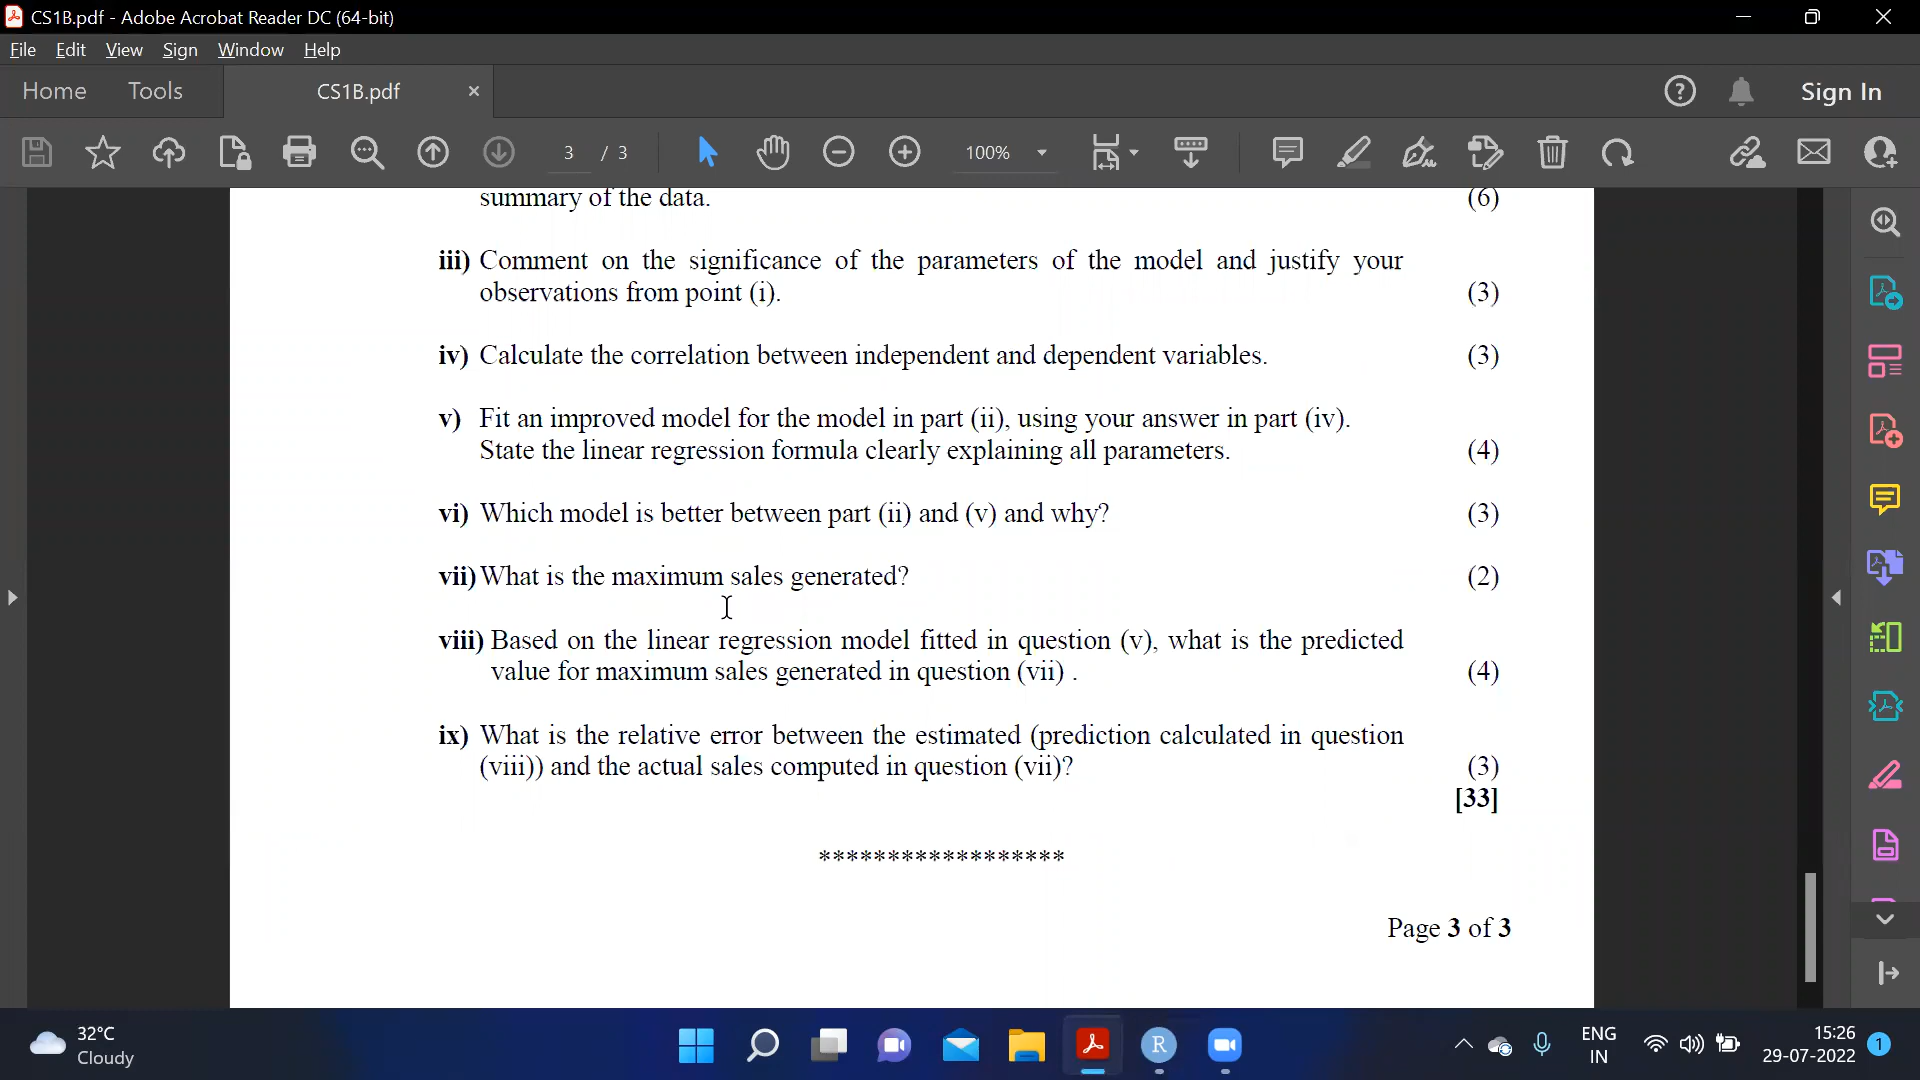 CS1B.pdf - Adobe Acrobat Reader DC (64-bit)
File Edit View Sign Window Help
Home Tools CS1B.pdf × Sign In
3 / 3 100%
summary of the data. (6)
iii) Comment on the significance of the parameters of the model and justify your
observations from point (i). (3)
iv) Calculate the correlation between independent and dependent variables. (3)
v) Fit an improved model for the model in part (ii), using your answer in part (iv).
State the linear regression formula clearly explaining all parameters. (4)
vi) Which model is better between part (ii) and (v) and why? (3)
vii) What is the maximum sales generated? (2)
viii) Based on the linear regression model fitted in question (v), what is the predicted
value for maximum sales generated in question (vii) . (4)
ix) What is the relative error between the estimated (prediction calculated in question
(viii)) and the actual sales computed in question (vii)? (3)
[33]
******************
Page 3 of 3
32°C
Cloudy
R
ENG
IN
15:26
29-07-2022
1